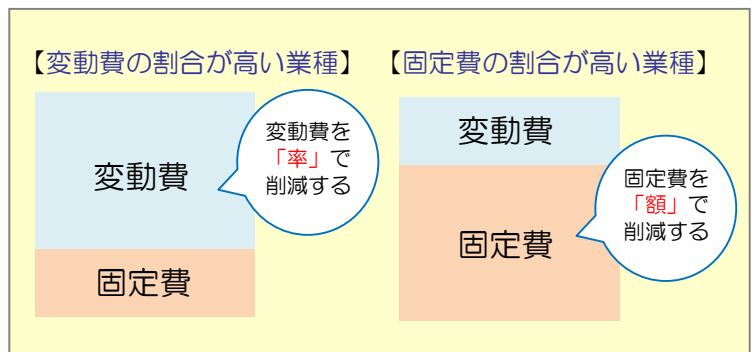 【変動費の割合が高い業種】
変動費
変動費を
「率」で
削減する
固定費
【固定費の割合が高い業種】
変動費
固定費
固定費を
「額」で
削減する